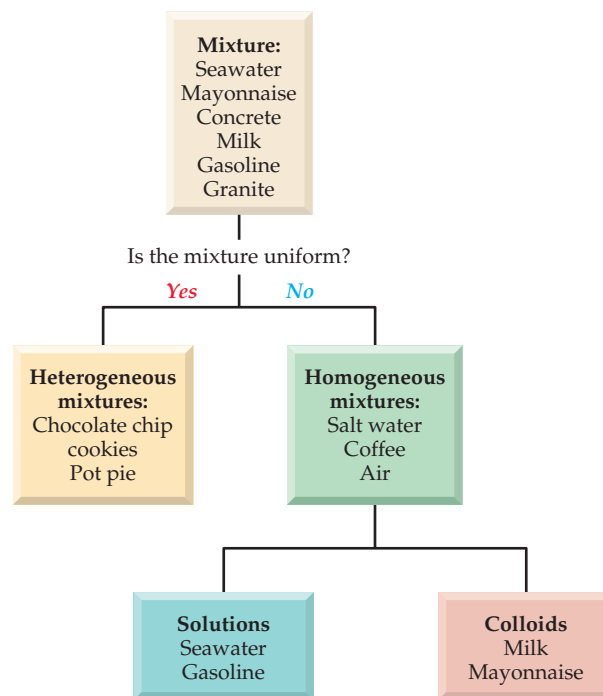 Mixture:
Seawater
Mayonnaise
Concrete
Milk
Gasoline
Granite
Is the mixture uniform?
Yes
No
Heterogeneous
mixtures:
Chocolate chip
cookies
Pot pie
Homogeneous
mixtures:
Salt water
Coffee
Air
Solutions
Seawater
Gasoline
Colloids
Milk
Mayonnaise